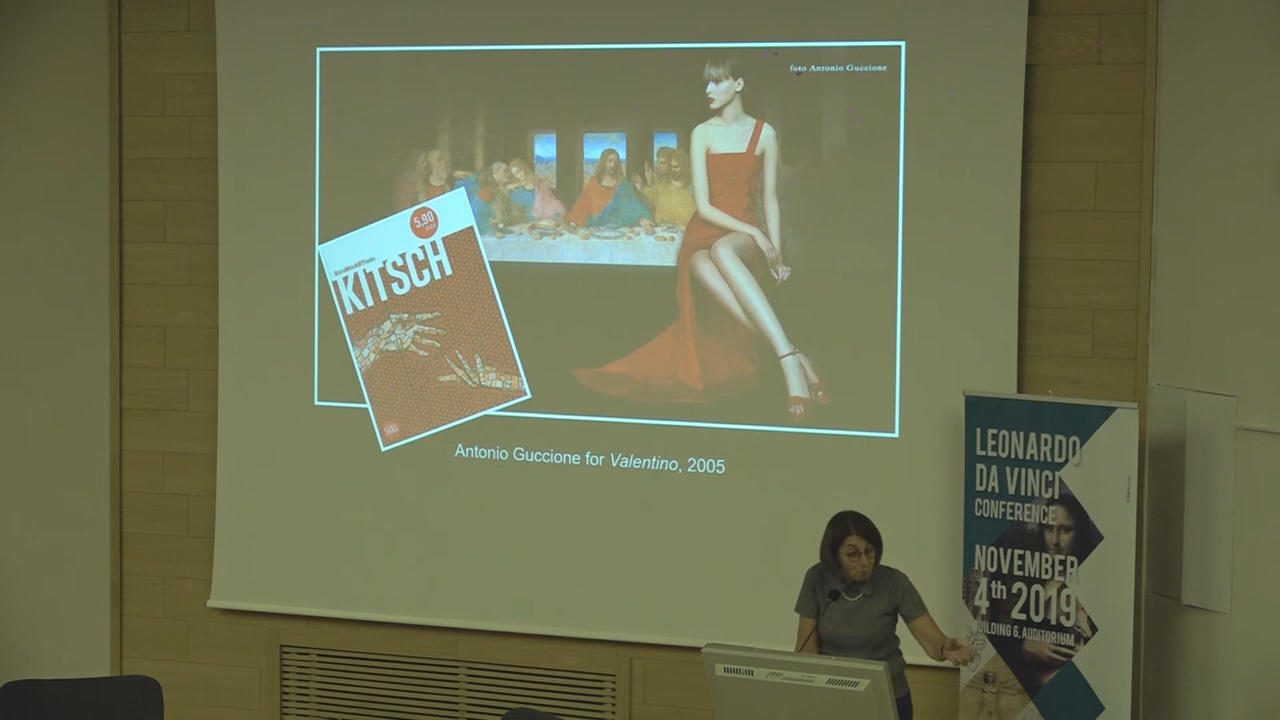 foto Antonio Guccione
5,90
KITSCH
Antonio Guccione for Valentino, 2005
LEONARDO
DA VINCI
CONFERENCE
NOVEMBER
4th 2019
BUILDING 6, AUDITORIUM